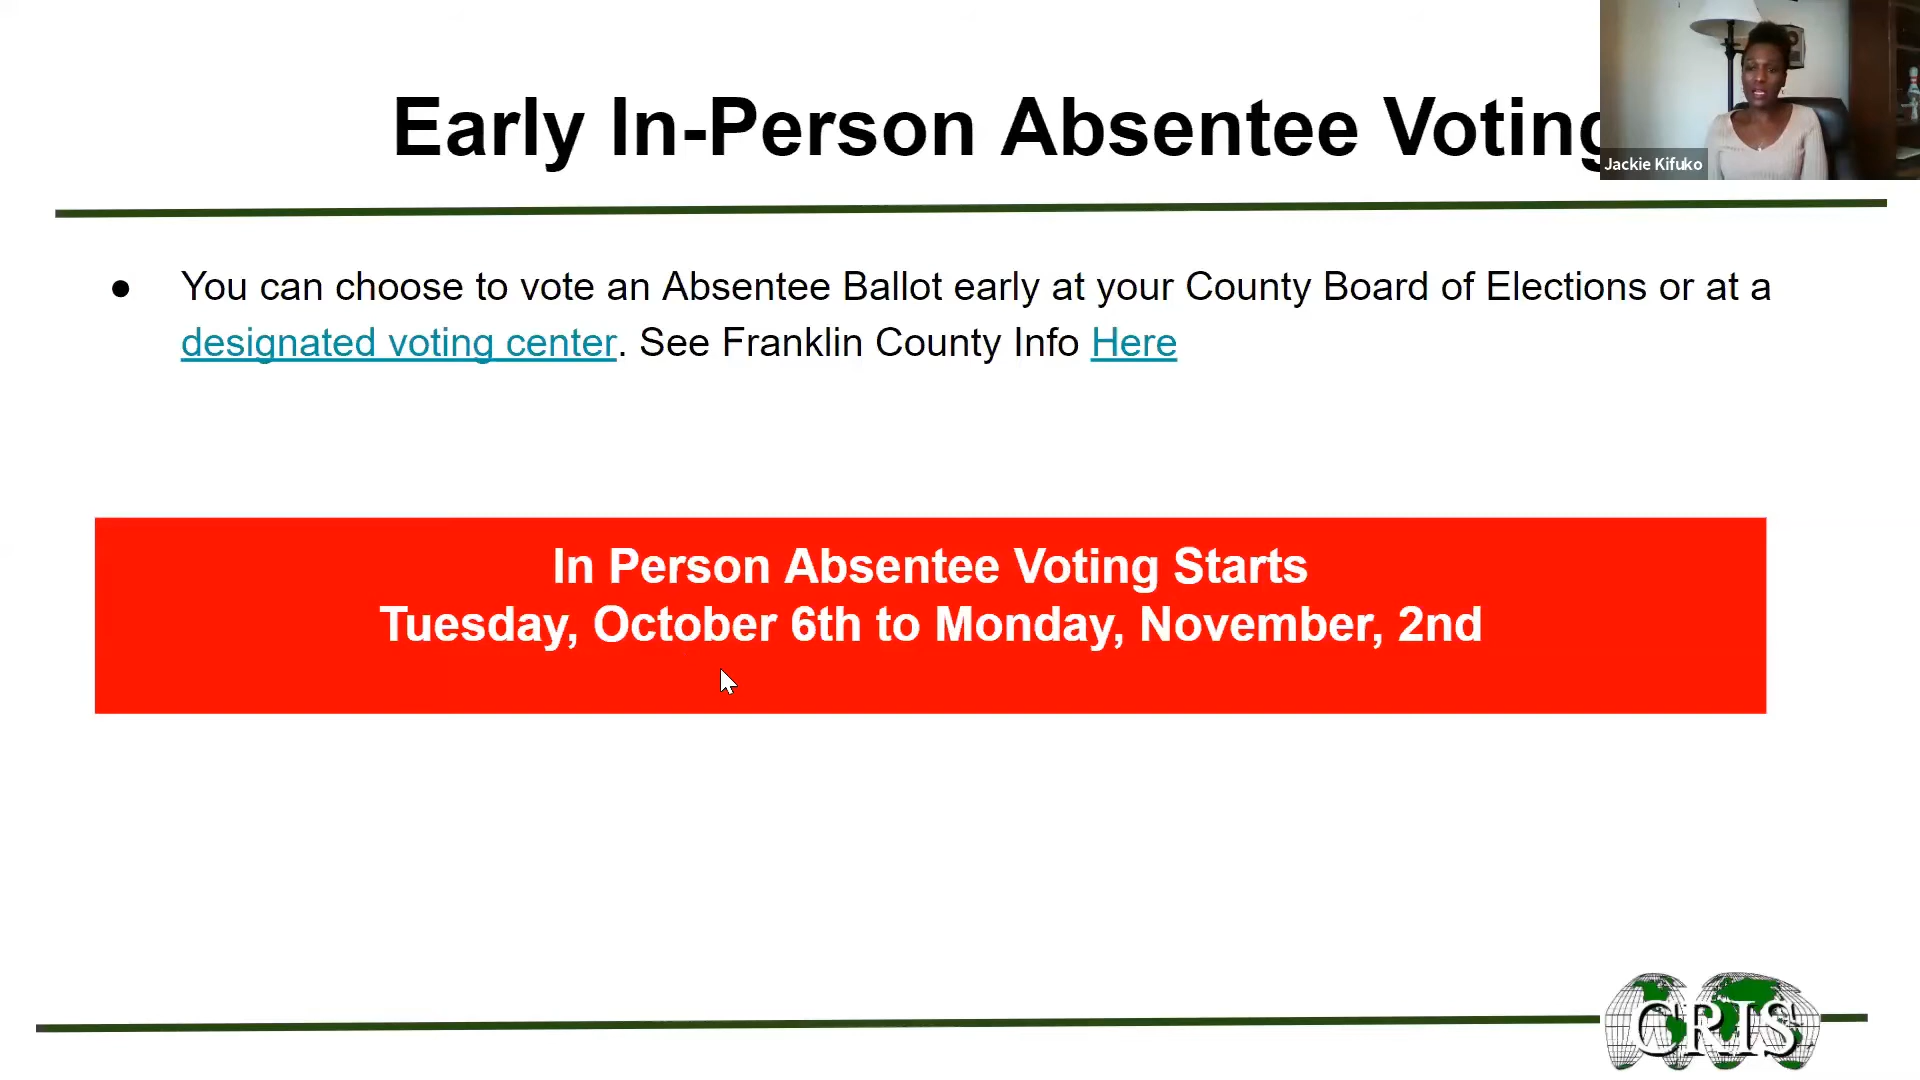 Early In-Person Absentee Voting
Jackie Kifuko
● You can choose to vote an Absentee Ballot early at your County Board of Elections or at a
designated voting center. See Franklin County Info Here
In Person Absentee Voting Starts
Tuesday, October 6th to Monday, November, 2nd
CRIS